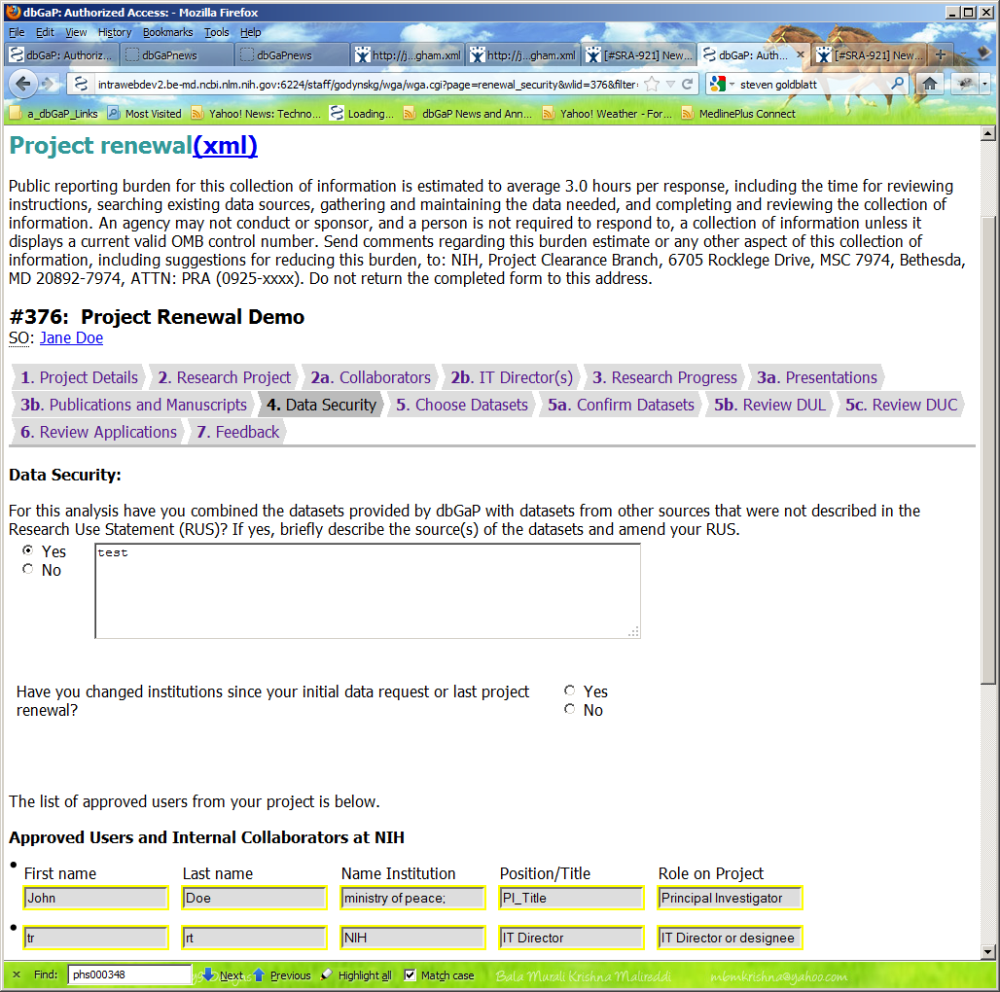 dbGaP: Authorized Access: - Mozilla Firefox
File Edit View History Bookmarks Tools Help
dbGaP: Authoriz... dbGaPnews dbGaPnews http://j...gham.xml http://j...gham.xml [#SRA-921] New... dbGaP: Auth... [#SRA-921] New...
intrawebdev2.be-md.ncbi.nlm.nih.gov:6224/staff/godynskg/wga/wga.cgi?page=renewal_security&wlid=376&filter steven goldblatt
a_dbGaP_Links Most Visited Yahoo! News: Techno... Loading... dbGaP News and Ann... Yahoo! Weather - For... MedlinePlus Connect
Project renewal(xml)
Public reporting burden for this collection of information is estimated to average 3.0 hours per response, including the time for reviewing
instructions, searching existing data sources, gathering and maintaining the data needed, and completing and reviewing the collection of
information. An agency may not conduct or sponsor, and a person is not required to respond to, a collection of information unless it
displays a current valid OMB control number. Send comments regarding this burden estimate or any other aspect of this collection of
information, including suggestions for reducing this burden, to: NIH, Project Clearance Branch, 6705 Rocklege Drive, MSC 7974, Bethesda,
MD 20892-7974, ATTN: PRA (0925-xxxx). Do not return the completed form to this address.
#376: Project Renewal Demo
SO: Jane Doe
1. Project Details 2. Research Project 2a. Collaborators 2b. IT Director(s) 3. Research Progress 3a. Presentations
3b. Publications and Manuscripts 4. Data Security 5. Choose Datasets 5a. Confirm Datasets 5b. Review DUL 5c. Review DUC
6. Review Applications 7. Feedback
Data Security:
For this analysis have you combined the datasets provided by dbGaP with datasets from other sources that were not described in the
Research Use Statement (RUS)? If yes, briefly describe the source(s) of the datasets and amend your RUS.
Yes test
No
Have you changed institutions since your initial data request or last project Yes
renewal? No
The list of approved users from your project is below.
Approved Users and Internal Collaborators at NIH
First name Last name Name Institution Position/Title Role on Project
John Doe ministry of peace; PI_Title Principal Investigator
tr rt NIH IT Director IT Director or designee
Find: phs000348 Next Previous Highlight all Match case Bala Murali Krishna Malireddi mbmkrishna@yahoo.com